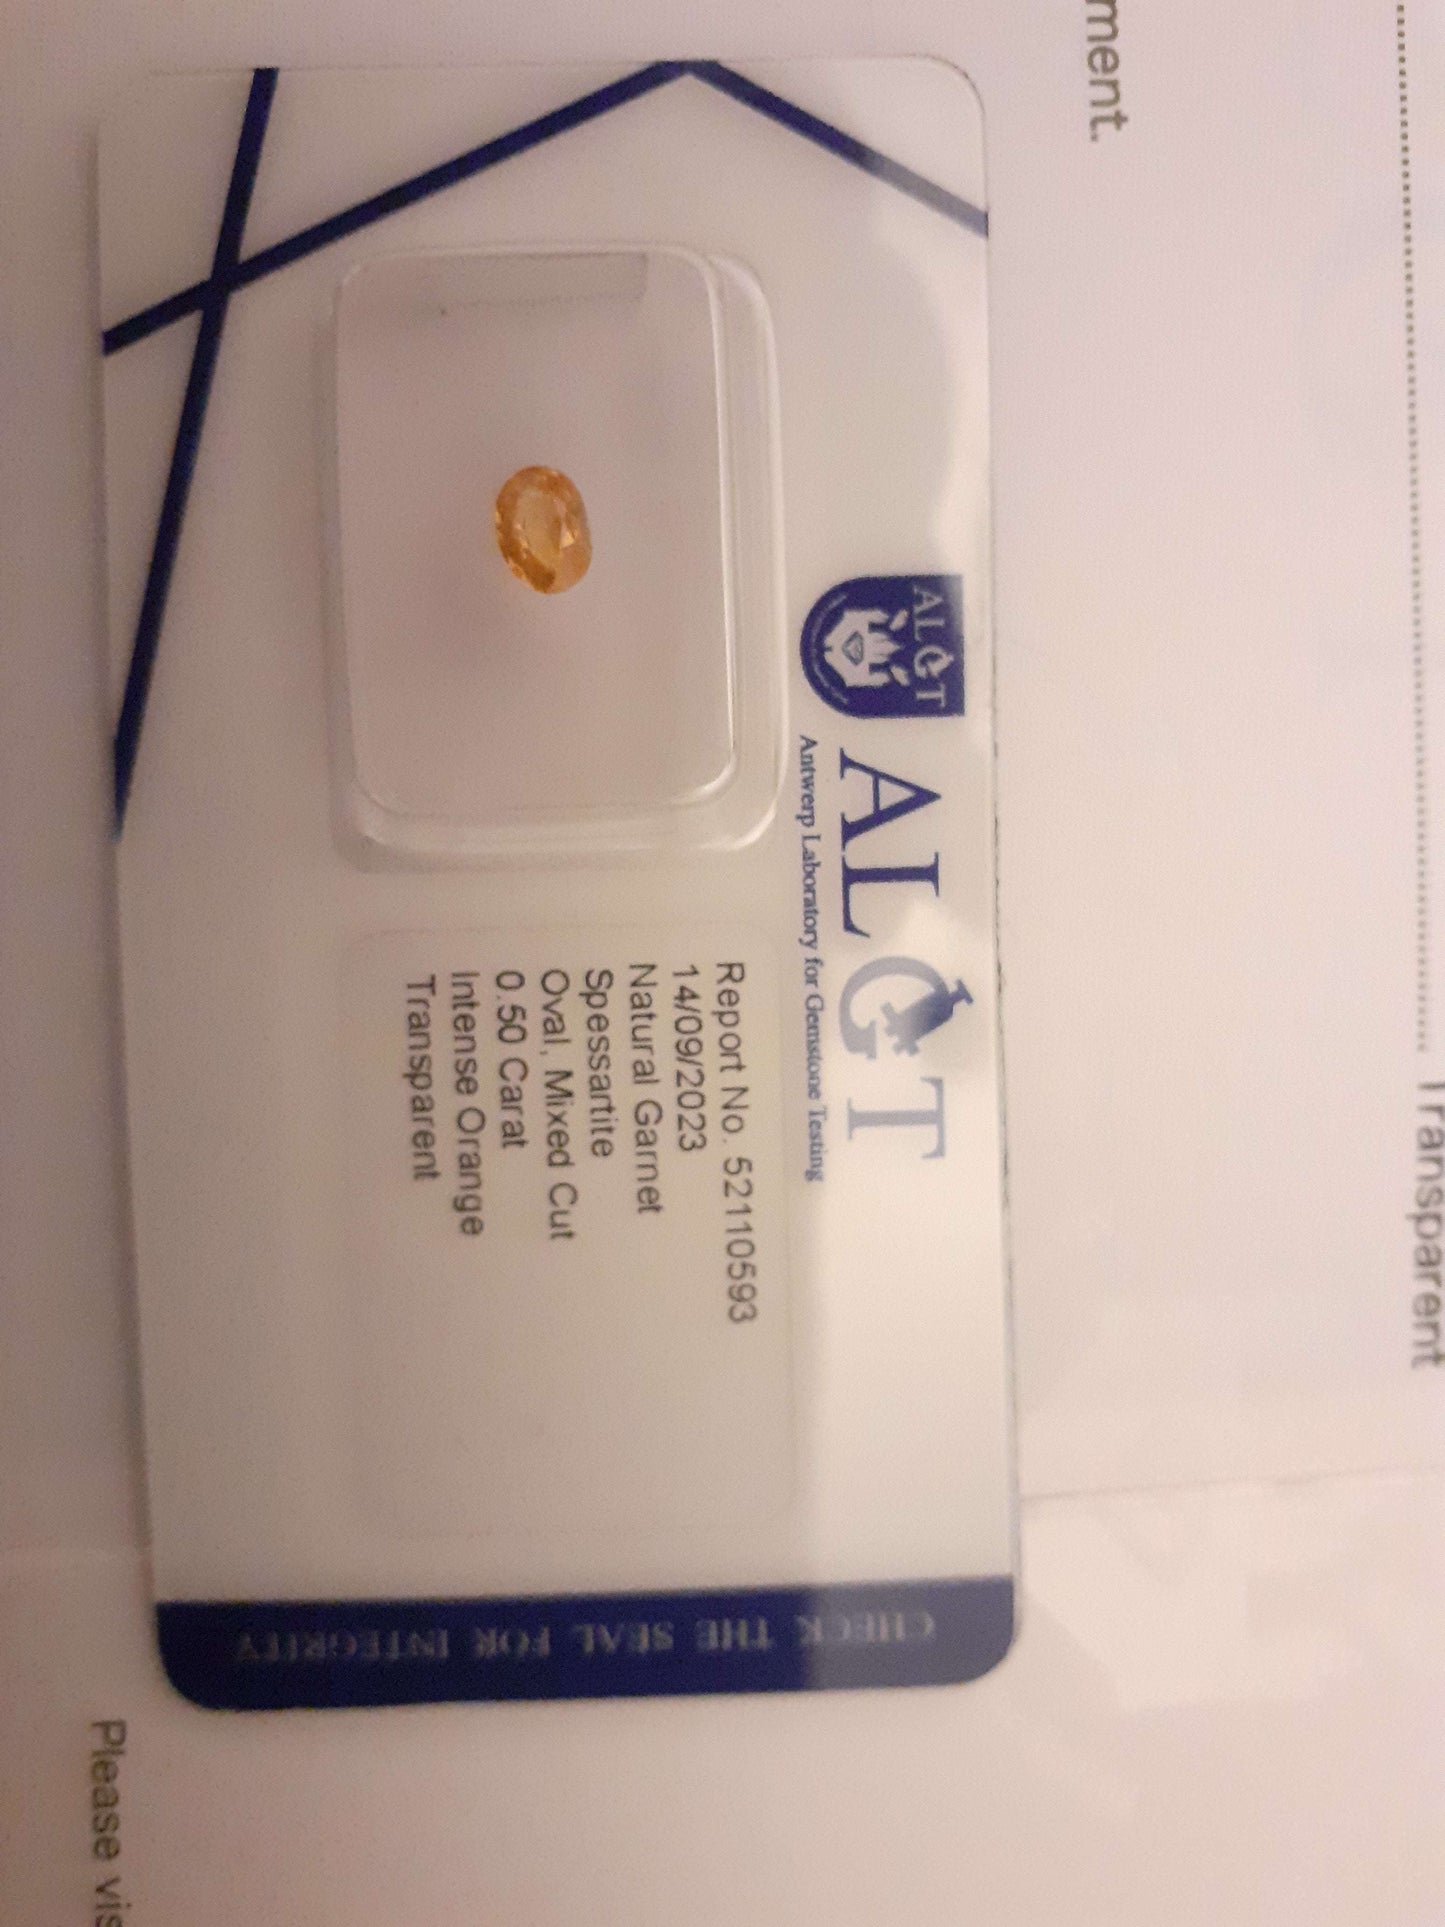 ment.
Transparent
ALGT
ALGT
Antwerp Laboratory for Gemstone Testing
Report No. 52110593
14/09/2023
Natural Garnet
Spessartite
Oval, Mixed Cut
0.50 Carat
Intense Orange
Transparent
CHECK THE SEAL FOR INTEGRITY
Please vis